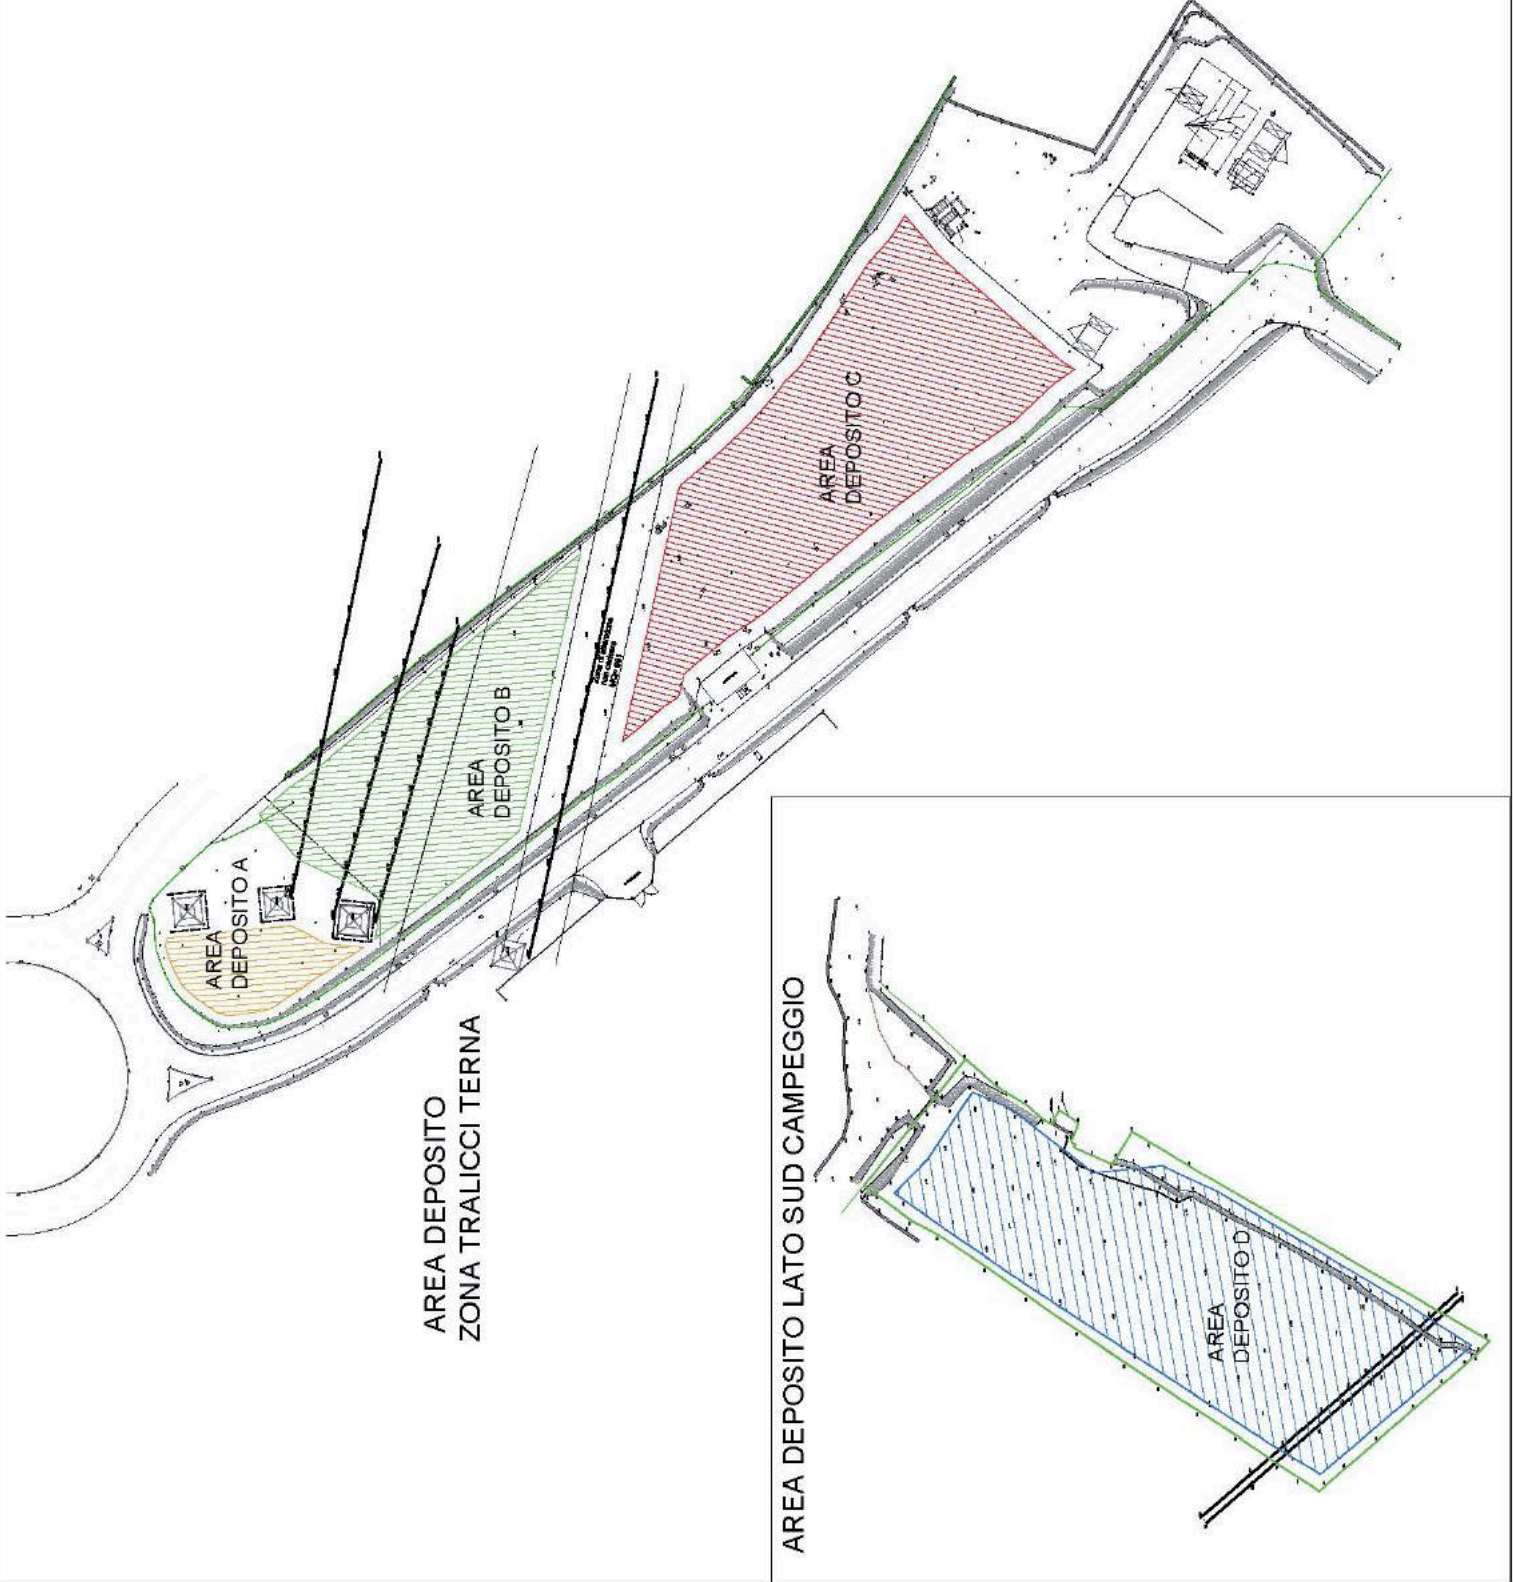 AREA
DEPOSITO A
AREA
DEPOSITO B
AREA
DEPOSITO C
AREA DEPOSITO
ZONA TRALICCI TERNA
AREA DEPOSITO LATO SUD CAMPEGGIO
AREA
DEPOSITO D